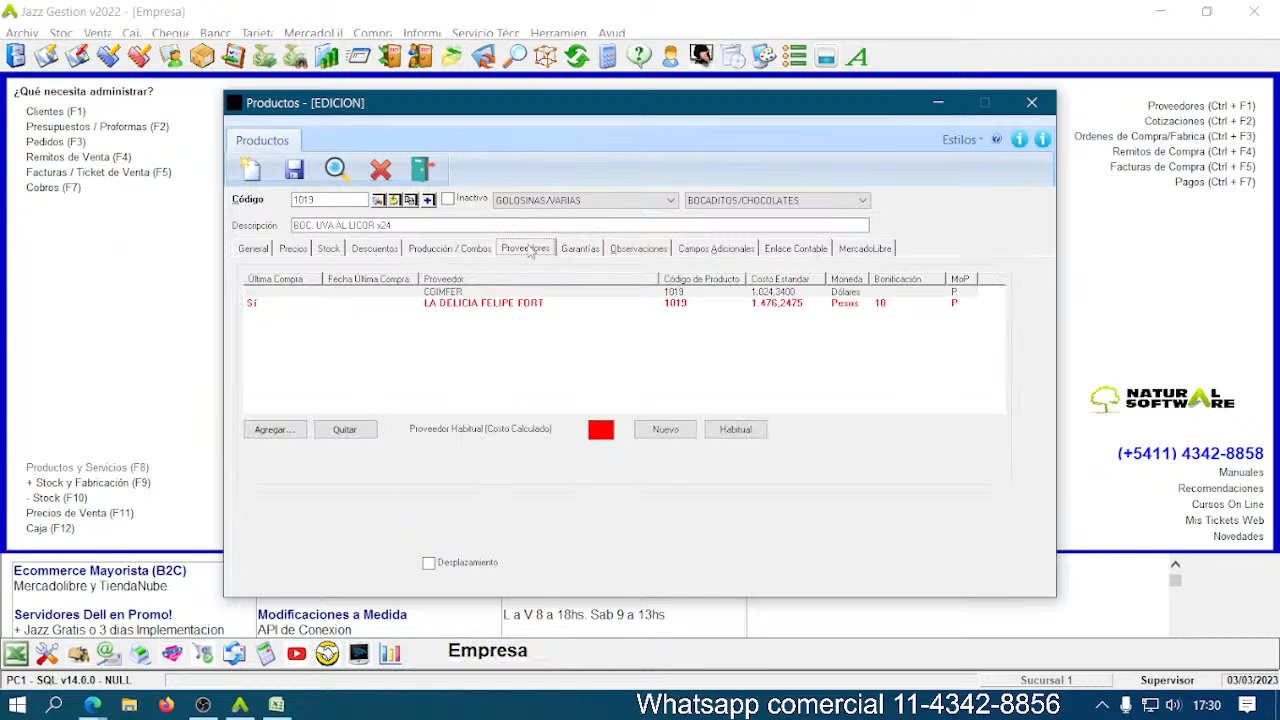 Jazz Gestion v2022 - [Empresa]
Archiv Stoc Venta Caj Cheque Banco Tarjeta MercadoLi Compra Inform Servicio Técn Herramien Ayud
¿Qué necesita administrar?
Clientes (F1)
Presupuestos / Proformas (F2)
Pedidos (F3)
Remitos de Venta (F4)
Facturas / Ticket de Venta (F5)
Cobros (F7)
Productos y Servicios (F8)
+ Stock y Fabricación (F9)
- Stock (F10)
Precios de Venta (F11)
Caja (F12)
Productos - [EDICION]
Productos
Estilos
Código 1019 Inactivo GOLOSINAS/VARIAS BOCADITOS/CHOCOLATES
Descripción BOC. UVA AL LICOR x24
General Precios Stock Descuentos Producción / Combos Proveedores Garantías Observaciones Campos Adicionales Enlace Contable MercadoLibre
Última Compra Fecha Última Compra Proveedor Código de Producto Costo Estandar Moneda Bonificación MoP
COIMFER 1019 1.024,3400 Dólares P
Sí LA DELICIA FELIPE FORT 1019 1.476,2475 Pesos 10 P
Agregar... Quitar Proveedor Habitual (Costo Calculado) Nuevo Habitual
Desplazamiento
Proveedores (Ctrl + F1)
Cotizaciones (Ctrl + F2)
Ordenes de Compra/Fabrica (Ctrl + F3)
Remitos de Compra (Ctrl + F4)
Facturas de Compra (Ctrl + F5)
Pagos (Ctrl + F7)
NATURAL
SOFTWARE
(+5411) 4342-8858
Manuales
Recomendaciones
Cursos On Line
Mis Tickets Web
Novedades
Ecommerce Mayorista (B2C)
Mercadolibre y TiendaNube
Servidores Dell en Promo! Modificaciones a Medida L a V 8 a 18hs. Sab 9 a 13hs
+ Jazz Gratis o 3 dias Implementacion API de Conexion
Empresa
PC1 - SQL v14.0.0 - NULL Sucursal 1 Supervisor 03/03/2023
Whatsapp comercial 11-4342-8856 17:30